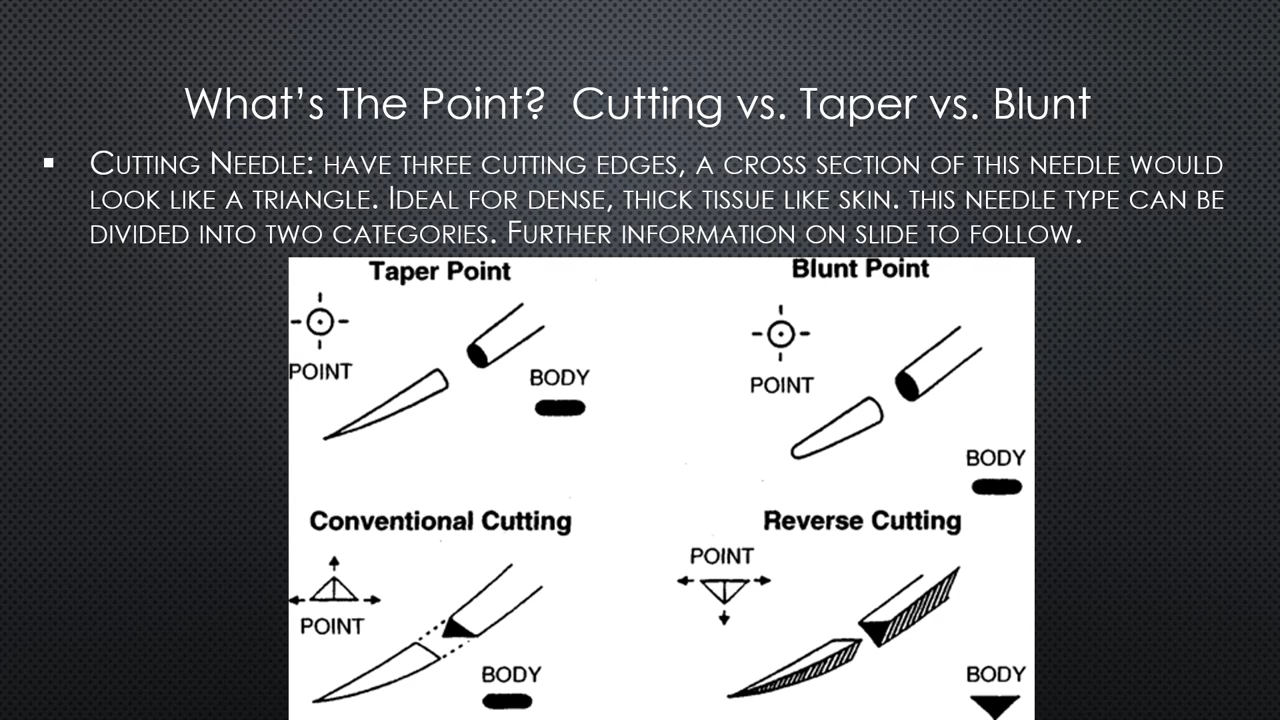 What's The Point?  Cutting vs. Taper vs. Blunt
▪ Cutting Needle: have three cutting edges, a cross section of this needle would
look like a triangle. Ideal for dense, thick tissue like skin. this needle type can be
divided into two categories. Further information on slide to follow.
Taper Point
Blunt Point
POINT
BODY
POINT
BODY
Conventional Cutting
Reverse Cutting
POINT
BODY
POINT
BODY